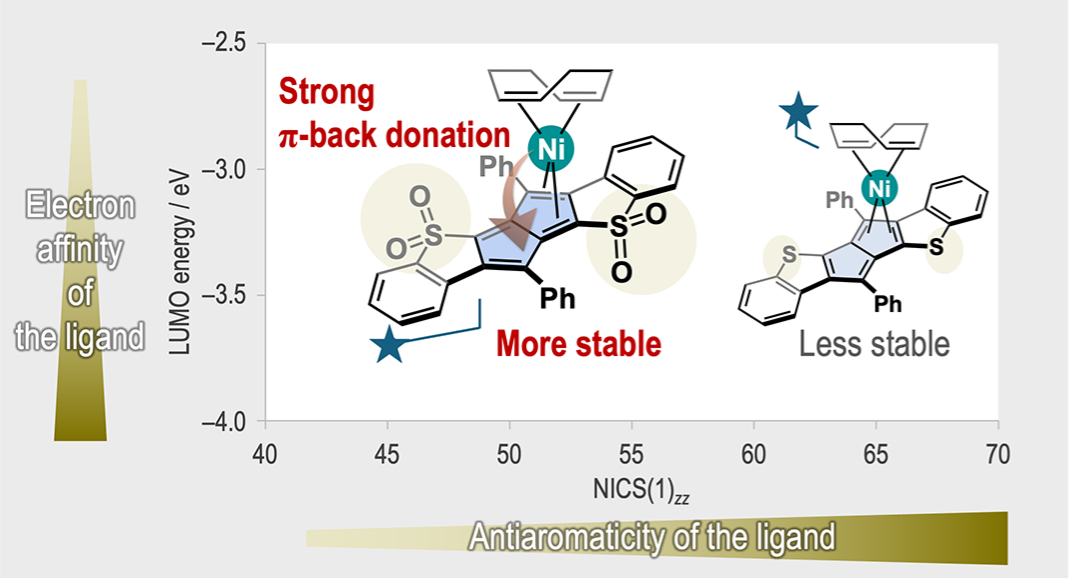 –2.5
–3.0
–3.5
–4.0
LUMO energy / eV
Electron
affinity
of
the ligand
Strong
π-back donation
Ni
Ph
O
O
S
S
O
O
Ph
More stable
Ni
Ph
S
S
Ph
Less stable
40
45
50
55
60
65
70
NICS(1)zz
Antiaromaticity of the ligand